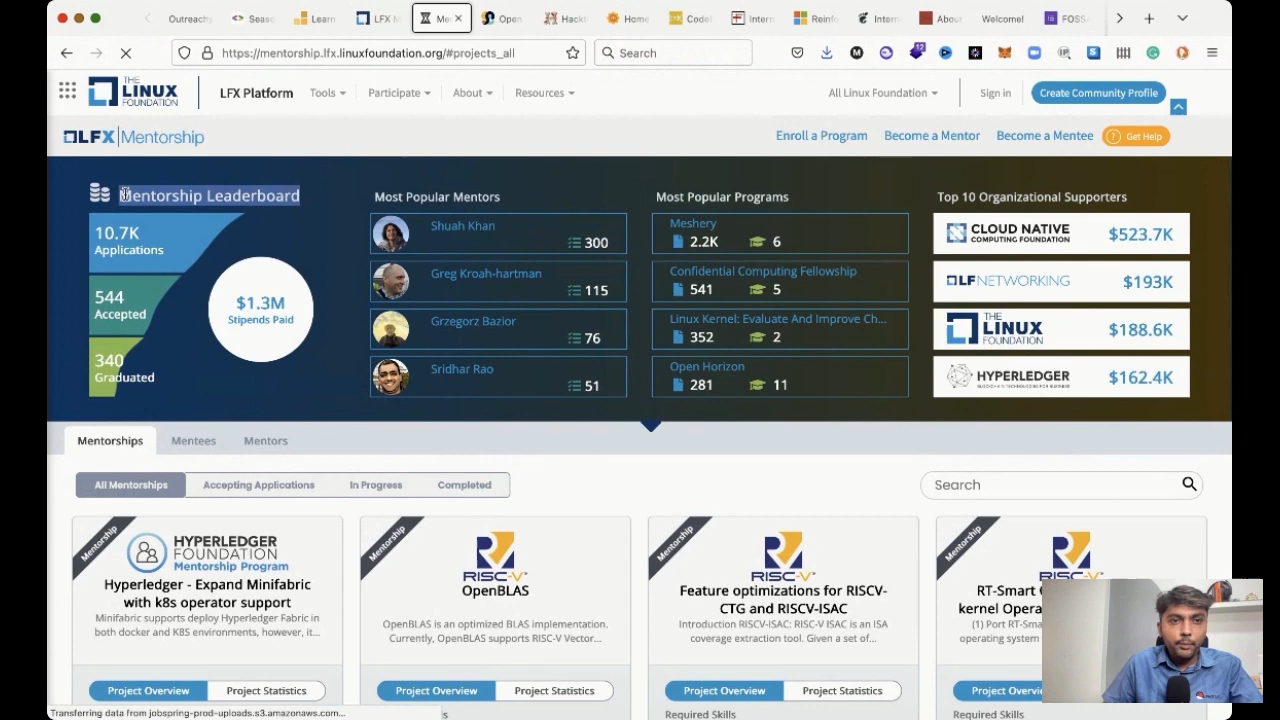 Outreachy
Seaso
Learn
LFX M
Me
Open
Hackt
Home
Code
Intern
Reinfo
Intern
Abou
Welcome!
FOSSA
https://mentorship.lfx.linuxfoundation.org/#projects_all
Search
THE LINUX FOUNDATION
LFX Platform
Tools
Participate
About
Resources
All Linux Foundation
Sign in
Create Community Profile
LFX Mentorship
Enroll a Program
Become a Mentor
Become a Mentee
? Get Help
Mentorship Leaderboard
10.7K
Applications
544
Accepted
340
Graduated
$1.3M
Stipends Paid
Most Popular Mentors
Shuah Khan
300
Greg Kroah-hartman
115
Grzegorz Bazior
76
Sridhar Rao
51
Most Popular Programs
Meshery
2.2K 6
Confidential Computing Fellowship
541 5
Linux Kernel: Evaluate And Improve Ch...
352 2
Open Horizon
281 11
Top 10 Organizational Supporters
CLOUD NATIVE
COMPUTING FOUNDATION
$523.7K
LFNETWORKING
$193K
THE
LINUX
FOUNDATION
$188.6K
HYPERLEDGER
$162.4K
Mentorships
Mentees
Mentors
All Mentorships
Accepting Applications
In Progress
Completed
Search
Mentorship
HYPERLEDGER
FOUNDATION
Mentorship Program
Hyperledger - Expand Minifabric
with k8s operator support
Minifabric supports deploy Hyperledger Fabric in
both docker and K8S environments, however, it...
Project Overview
Project Statistics
Mentorship
RISC-V
OpenBLAS
OpenBLAS is an optimized BLAS implementation.
Currently, OpenBLAS supports RISC-V Vector...
Project Overview
Project Statistics
Mentorship
RISC-V
Feature optimizations for RISCV-
CTG and RISCV-ISAC
Introduction RISCV-ISAC: RISC-V ISAC is an ISA
coverage extraction tool. Given a set of...
Project Overview
Project Statistics
Required Skills
Mentorship
RISC-V
RT-Smart
kernel Opera
(1) Port RT-Sma
operating system
Project Over
Required Skills
Transferring data from jobspring-prod-uploads.s3.amazonaws.com...